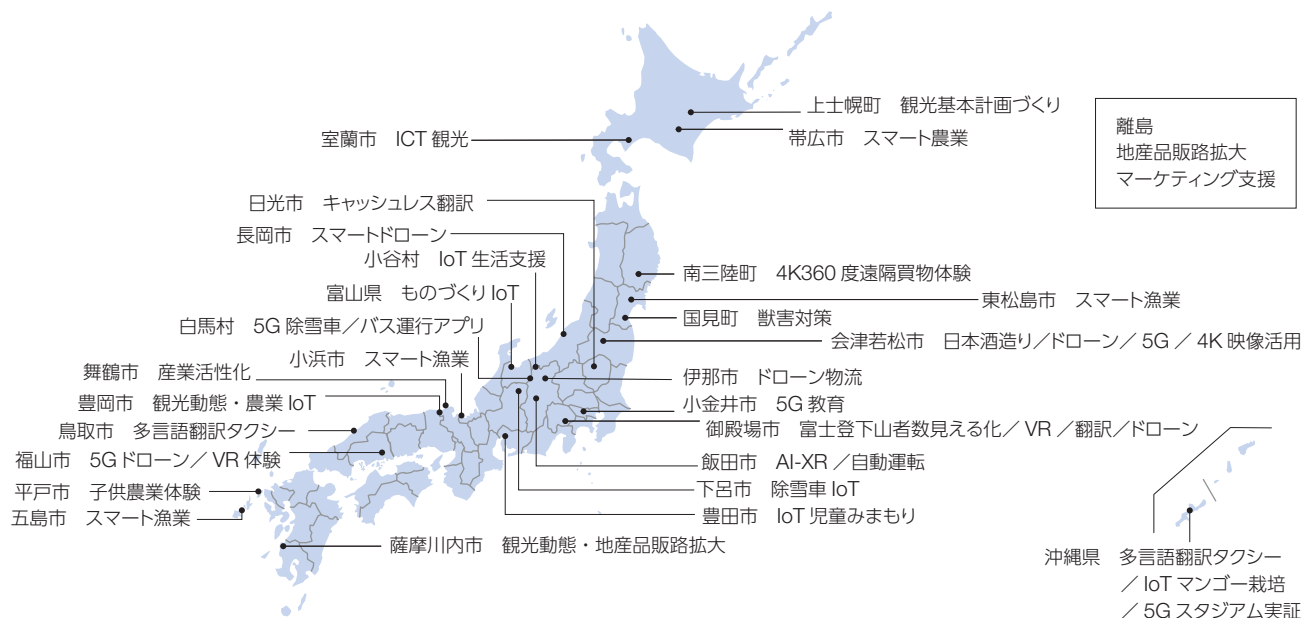 上士幌町 観光基本計画づくり
室蘭市 ICT 観光
帯広市 スマート農業
離島
地産品販路拡大
マーケティング支援
日光市 キャッシュレス翻訳
長岡市 スマートドローン
小谷村 IoT 生活支援
富山県 ものづくり IoT
白馬村 5G 除雪車／バス運行アプリ
小浜市 スマート漁業
舞鶴市 産業活性化
豊岡市 観光動態・農業 IoT
鳥取市 多言語翻訳タクシー
福山市 5G ドローン／ VR 体験
平戸市 子供農業体験
五島市 スマート漁業
南三陸町 4K360 度遠隔買物体験
東松島市 スマート漁業
国見町 獣害対策
会津若松市 日本酒造り／ドローン／ 5G ／ 4K 映像活用
伊那市 ドローン物流
小金井市 5G 教育
御殿場市 富士登下山者数見える化／ VR ／翻訳／ドローン
飯田市 AI-XR ／自動運転
下呂市 除雪車 IoT
豊田市 IoT 児童みまもり
薩摩川内市 観光動態・地産品販路拡大
沖縄県 多言語翻訳タクシー
／ IoT マンゴー栽培
／ 5G スタジアム実証